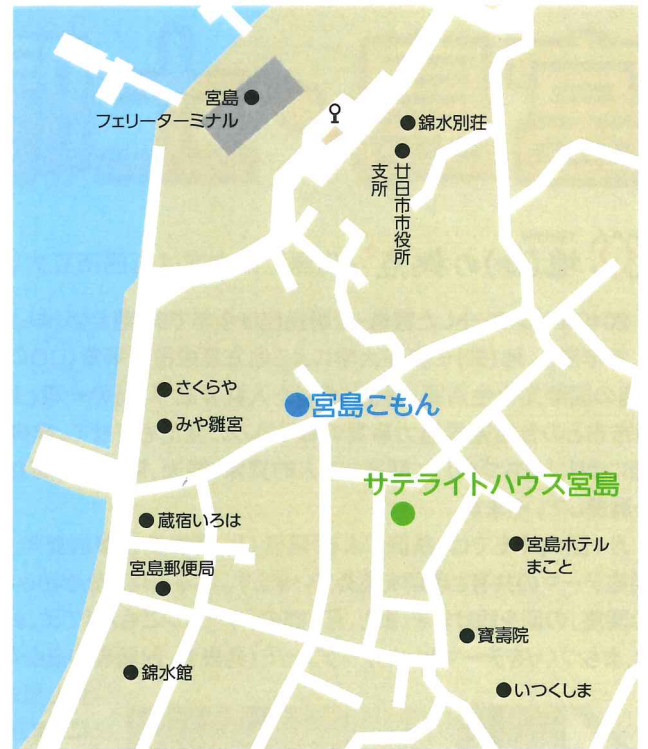 宮島
フェリーターミナル
錦水別荘
廿日市市役所
支所
さくらや
みや雛宮
宮島こもん
サテライトハウス宮島
蔵宿いろは
宮島ホテル
まこと
宮島郵便局
寶壽院
錦水館
いつくしま